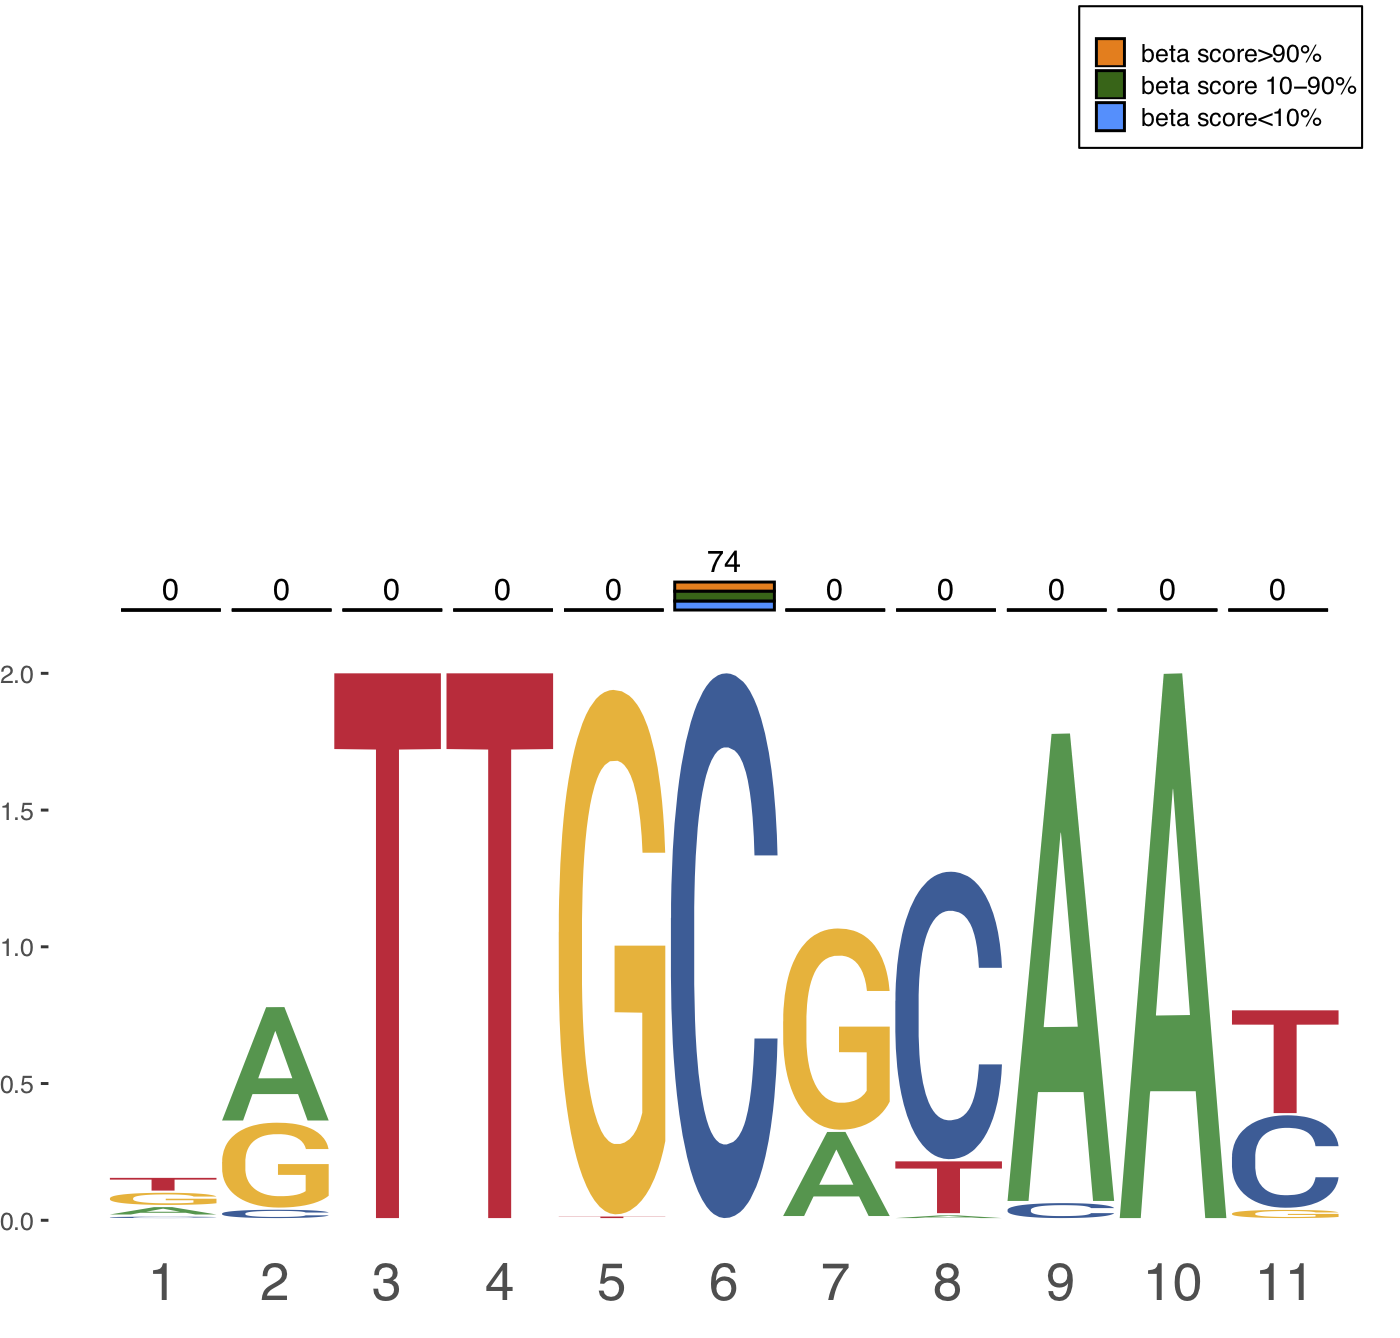 beta score>90%
beta score 10–90%
beta score<10%
74
0 0 0 0 0 0 0 0 0 0
2.0
1.5
1.0
0.5
0.0
T G A C
A G C
T
T
G T
C
G A
C T A
A C
A
T C G
1 2 3 4 5 6 7 8 9 10 11